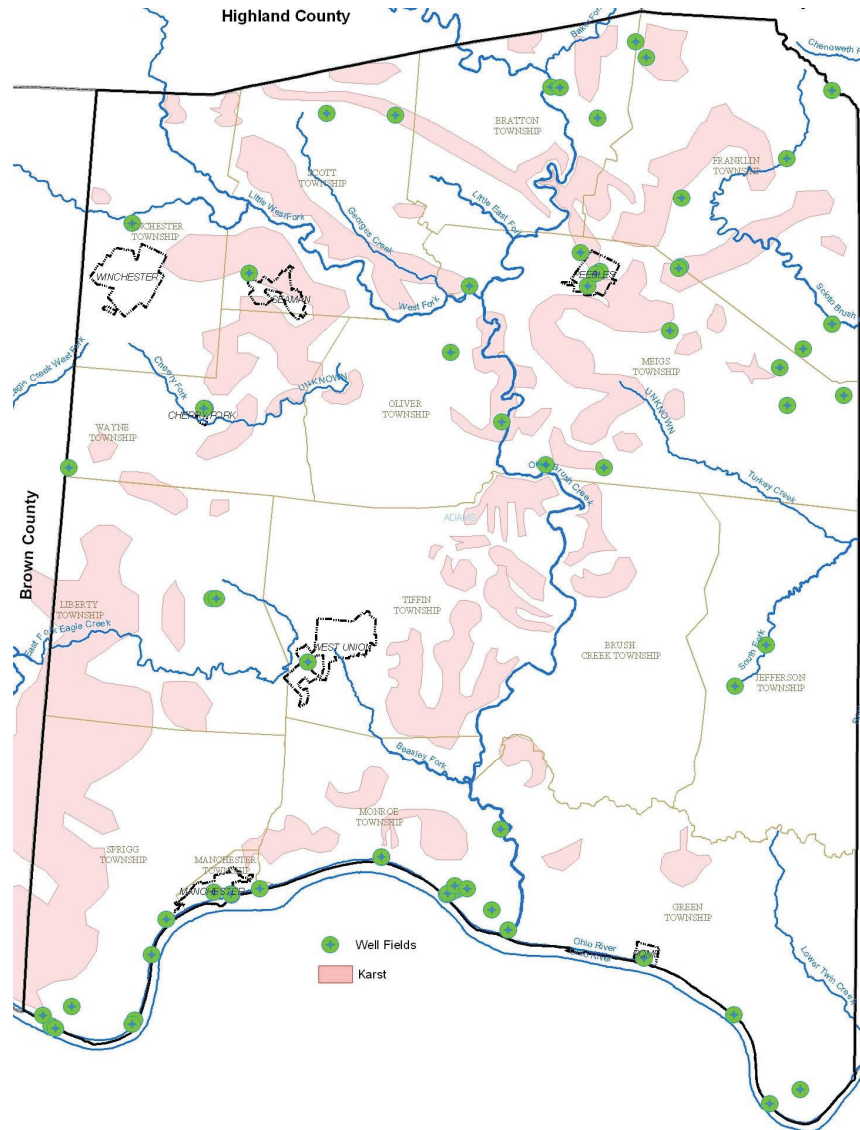 Highland County
Baker Fork
Chenoweth F
BRATTON
TOWNSHIP
FRANKLIN
TOWNSHIP
SCOTT
TOWNSHIP
Little West Fork
Georges Creek
Little East Fork
INCHESTER
TOWNSHIP
WINCHESTER
SEAMAN
PEEBLES
West Fork
Scioto Brush
agle Creek West Fork
Cherry Fork
UNKNOWN
MEIGS
TOWNSHIP
OLIVER
TOWNSHIP
UNKNOWN
CHERRY FORK
WAYNE
TOWNSHIP
Brush Creek
Turkey Creek
ADAMS
Brown County
LIBERTY
TOWNSHIP
TIFFIN
TOWNSHIP
East Fork Eagle Creek
WEST UNION
BRUSH
CREEK TOWNSHIP
South Fork
JEFFERSON
TOWNSHIP
Beasley Fork
MONROE
TOWNSHIP
SPRIGG
TOWNSHIP
MANCHESTER
TOWNSHIP
MANCHESTER
GREEN
TOWNSHIP
Ohio River
Ohio River
ROME
Lower Twin Creek
Well Fields
Karst